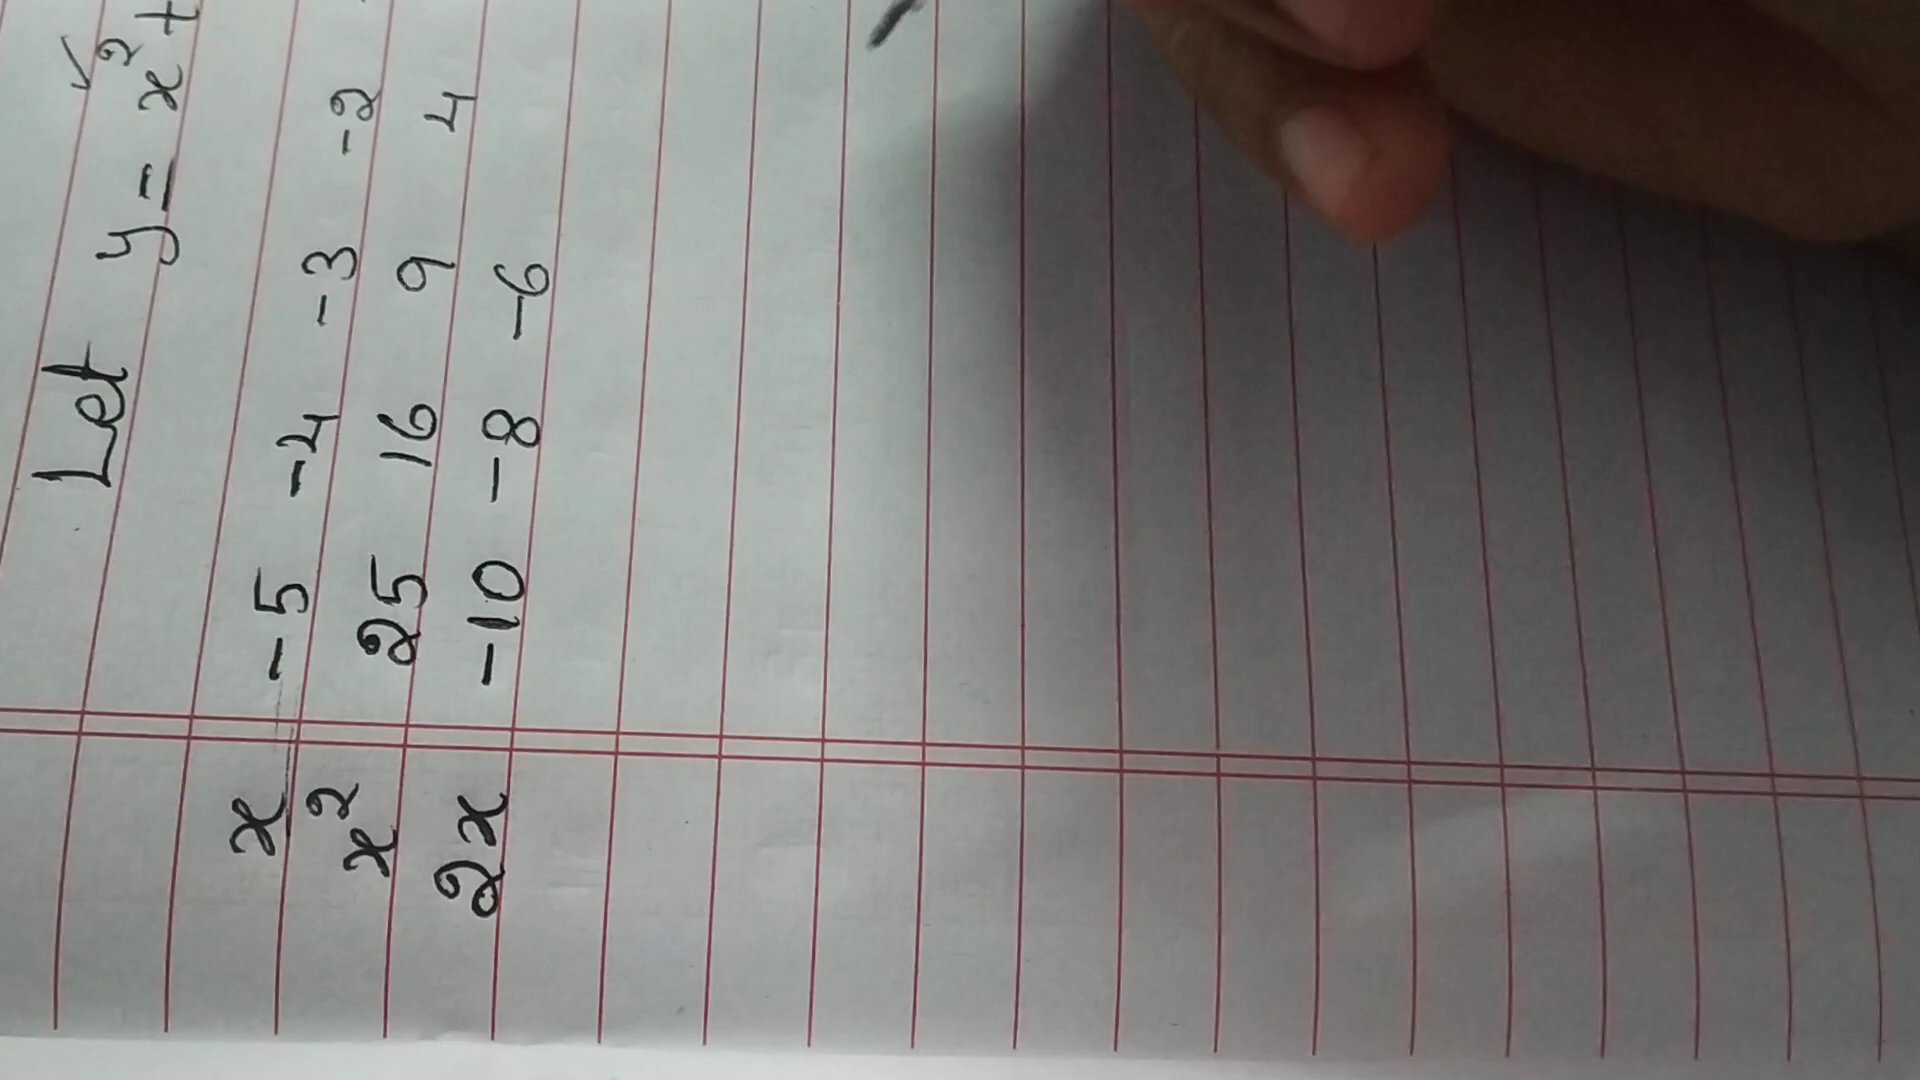 Let y = x² +
x -5 -4 -3 -2
x² 25 16 9 4
2x -10 -8 -6